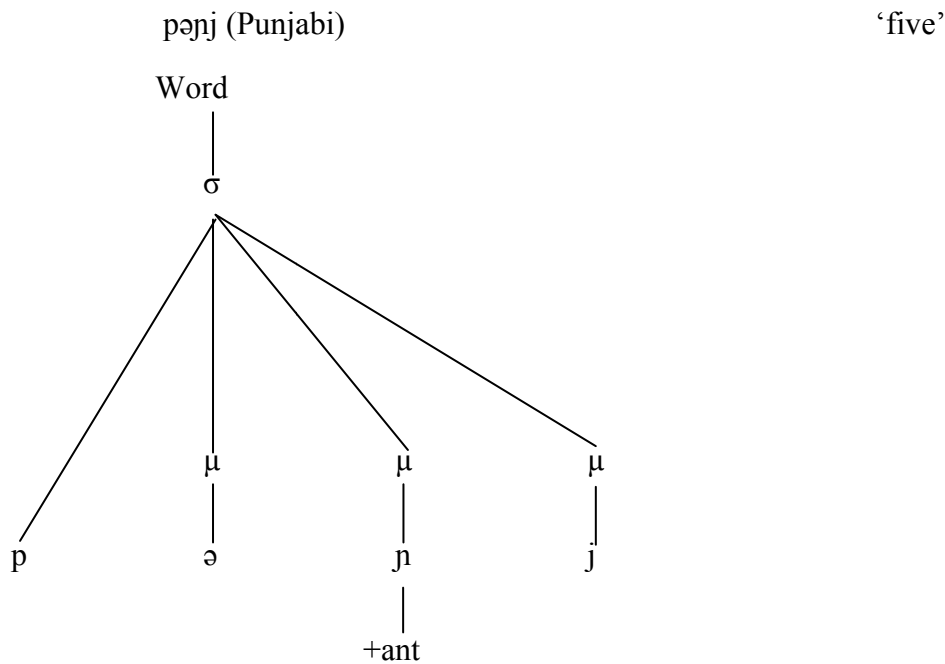 pəɲj (Punjabi) ‘five’
Word
σ
μ μ μ
p ə ɲ j
+ant